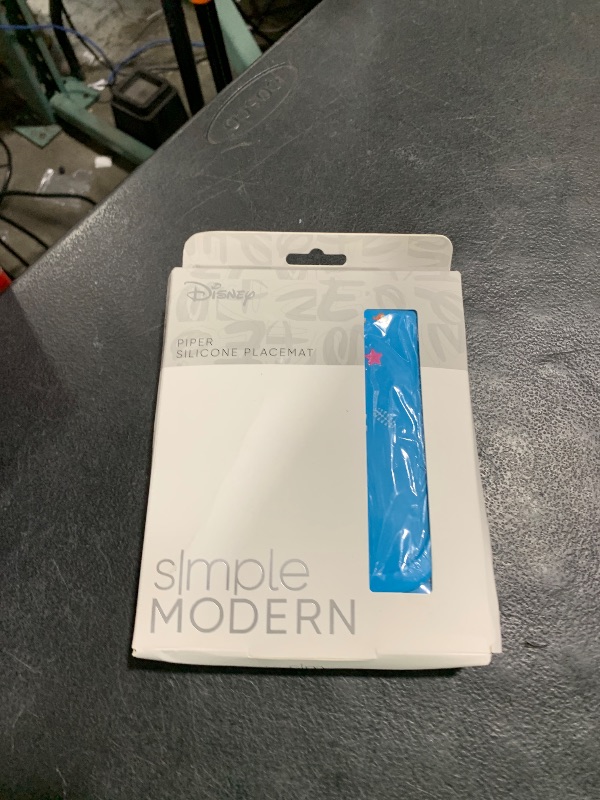 Disney
PIPER
SILICONE PLACEMAT
sImple
MODERN